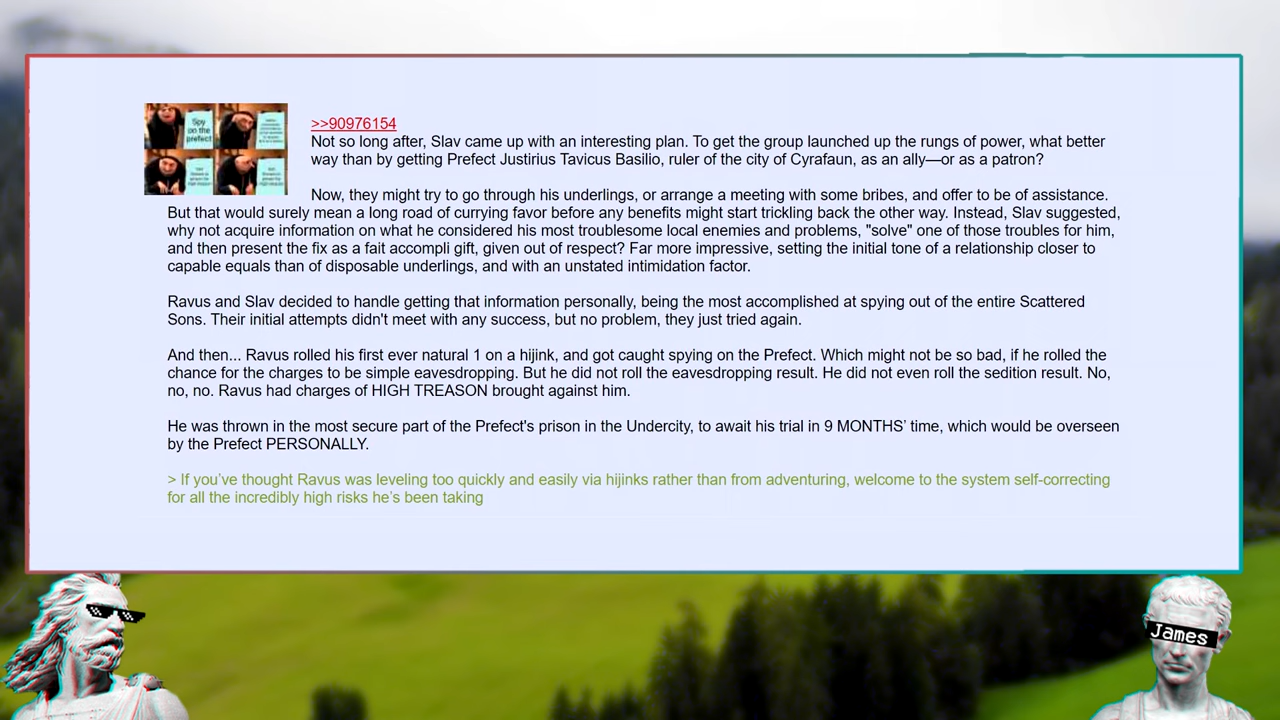 Spy
on the
prefect
>>90976154
Not so long after, Slav came up with an interesting plan. To get the group launched up the rungs of power, what better
way than by getting Prefect Justirius Tavicus Basilio, ruler of the city of Cyrafaun, as an ally—or as a patron?
Now, they might try to go through his underlings, or arrange a meeting with some bribes, and offer to be of assistance.
But that would surely mean a long road of currying favor before any benefits might start trickling back the other way. Instead, Slav suggested,
why not acquire information on what he considered his most troublesome local enemies and problems, "solve" one of those troubles for him,
and then present the fix as a fait accompli gift, given out of respect? Far more impressive, setting the initial tone of a relationship closer to
capable equals than of disposable underlings, and with an unstated intimidation factor.
Ravus and Slav decided to handle getting that information personally, being the most accomplished at spying out of the entire Scattered
Sons. Their initial attempts didn't meet with any success, but no problem, they just tried again.
And then... Ravus rolled his first ever natural 1 on a hijink, and got caught spying on the Prefect. Which might not be so bad, if he rolled the
chance for the charges to be simple eavesdropping. But he did not roll the eavesdropping result. He did not even roll the sedition result. No,
no, no. Ravus had charges of HIGH TREASON brought against him.
He was thrown in the most secure part of the Prefect's prison in the Undercity, to await his trial in 9 MONTHS' time, which would be overseen
by the Prefect PERSONALLY.
> If you've thought Ravus was leveling too quickly and easily via hijinks rather than from adventuring, welcome to the system self-correcting
for all the incredibly high risks he's been taking
James